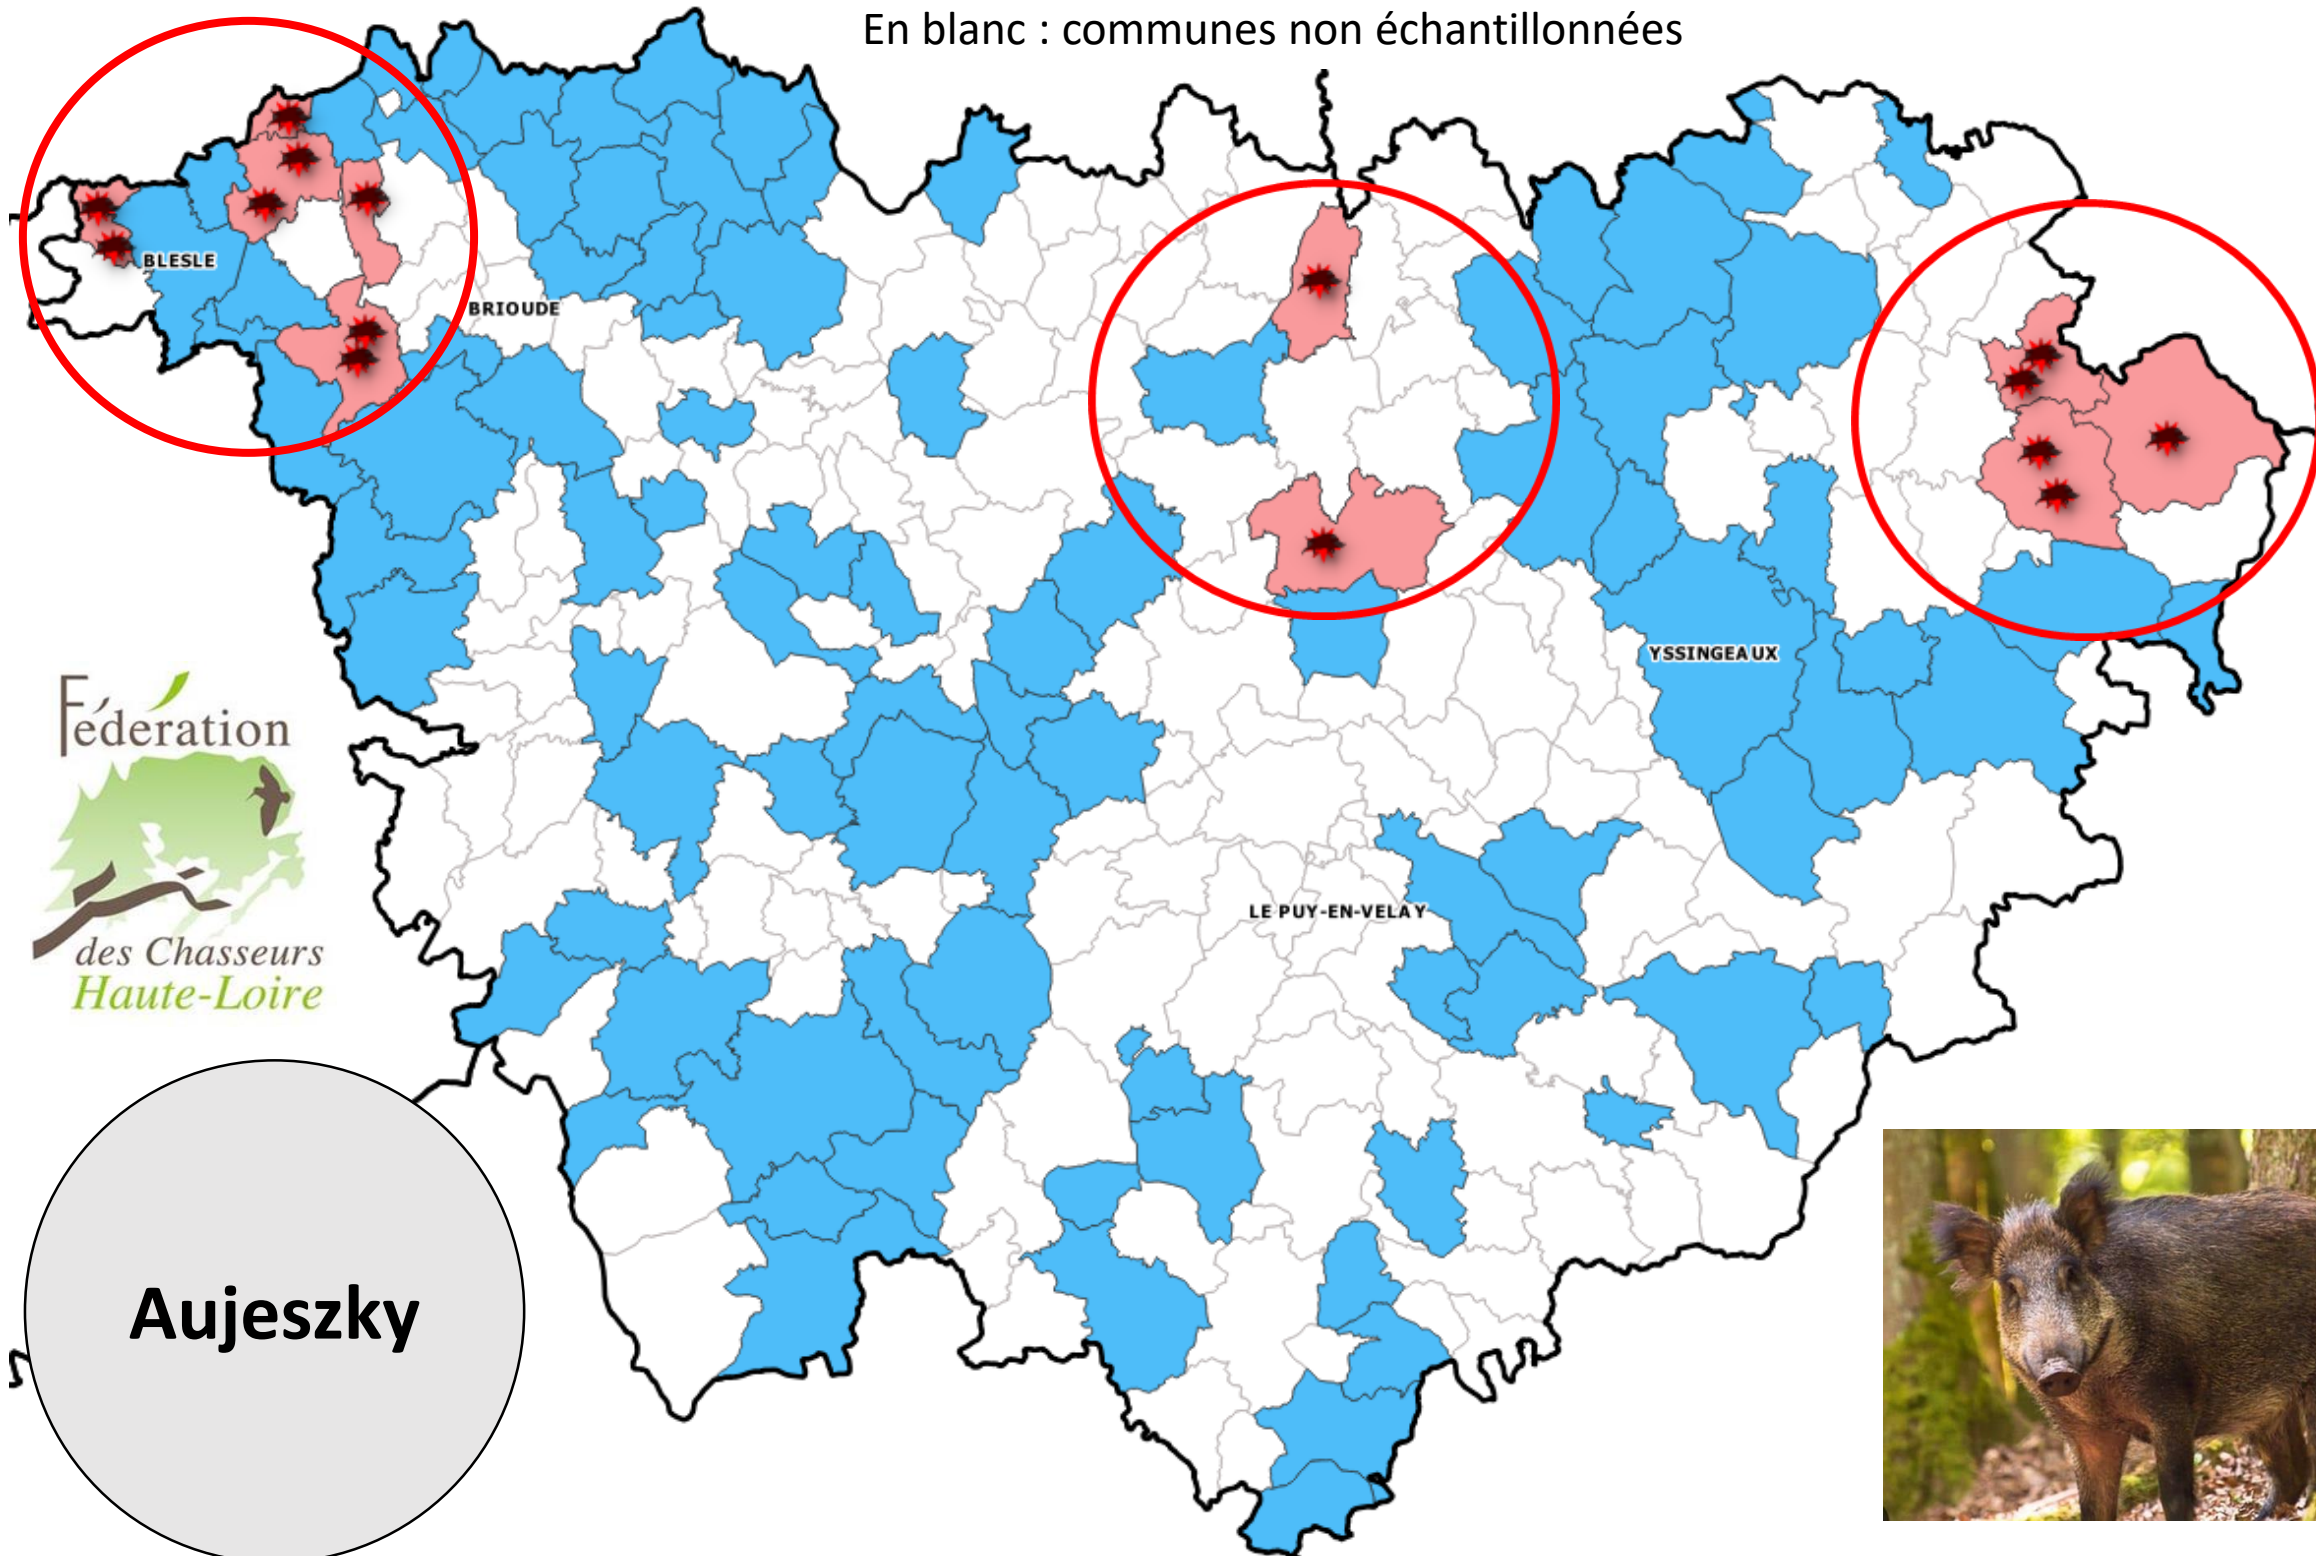 En blanc : communes non échantillonnées
BLESLE
BRIOUDE
YSSINGEAUX
Fédération
des Chasseurs
Haute-Loire
LE PUY-EN-VELAY
Aujeszky